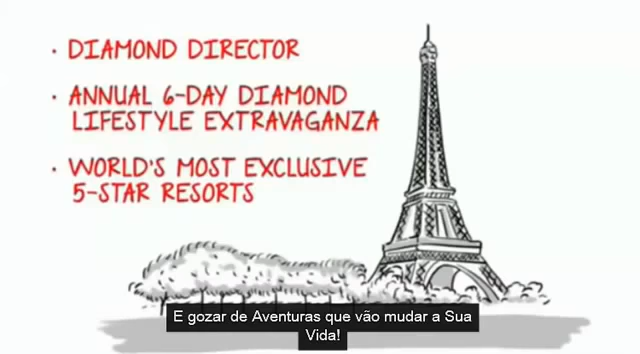 · DIAMOND DIRECTOR
· ANNUAL 6-DAY DIAMOND
LIFESTYLE EXTRAVAGANZA
· WORLD'S MOST EXCLUSIVE
5-STAR RESORTS
E gozar de Aventuras que vão mudar a Sua
Vida!